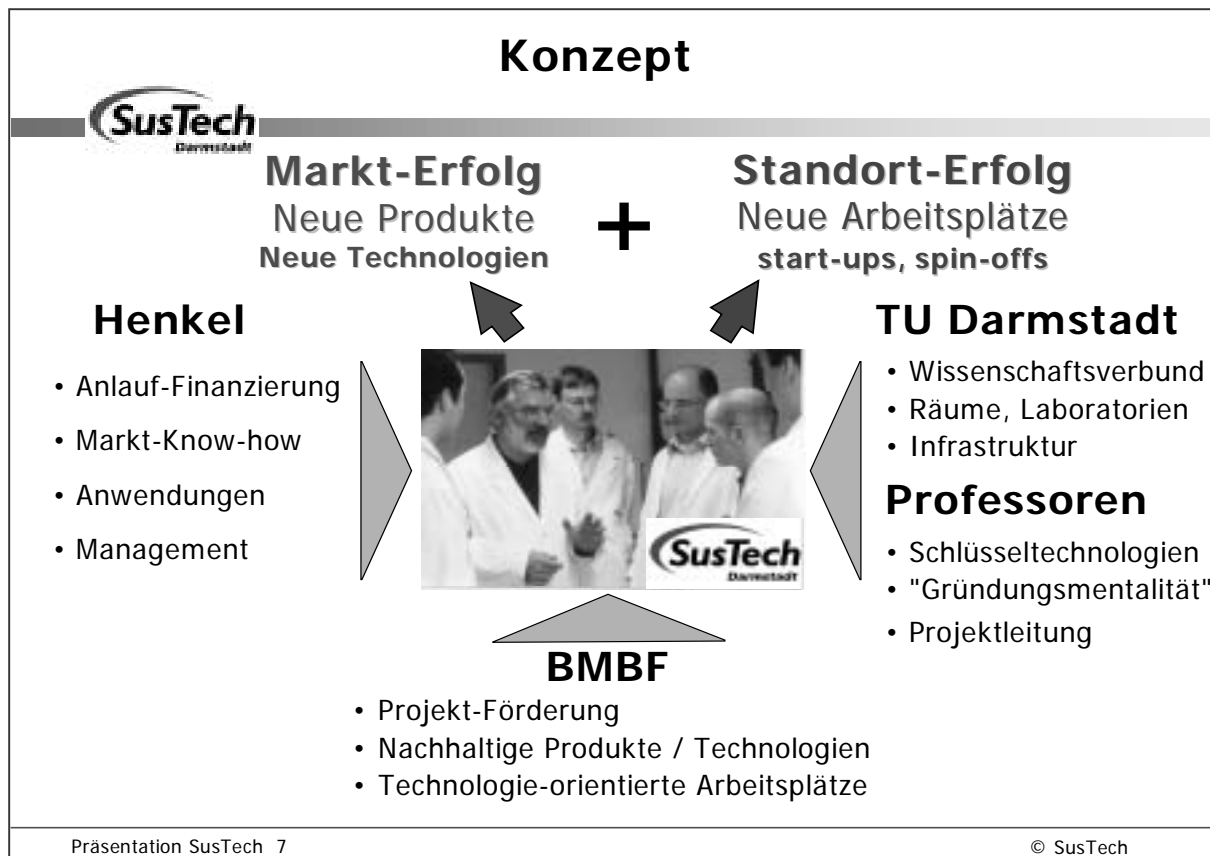 Konzept
SusTech
Darmstadt
Markt-Erfolg
Neue Produkte
Neue Technologien
+
Standort-Erfolg
Neue Arbeitsplätze
start-ups, spin-offs
Henkel
• Anlauf-Finanzierung
• Markt-Know-how
• Anwendungen
• Management
TU Darmstadt
• Wissenschaftsverbund
• Räume, Laboratorien
• Infrastruktur
Professoren
• Schlüsseltechnologien
• "Gründungsmentalität"
• Projektleitung
SusTech
Darmstadt
BMBF
• Projekt-Förderung
• Nachhaltige Produkte / Technologien
• Technologie-orientierte Arbeitsplätze
Präsentation SusTech 7
© SusTech